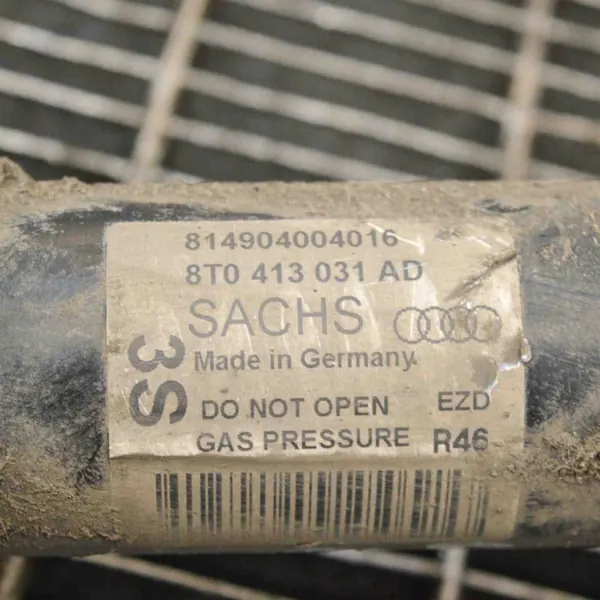 814904004016
8T0 413 031 AD
SACHS
Made in Germany
3S
DO NOT OPEN EZD
GAS PRESSURE R46